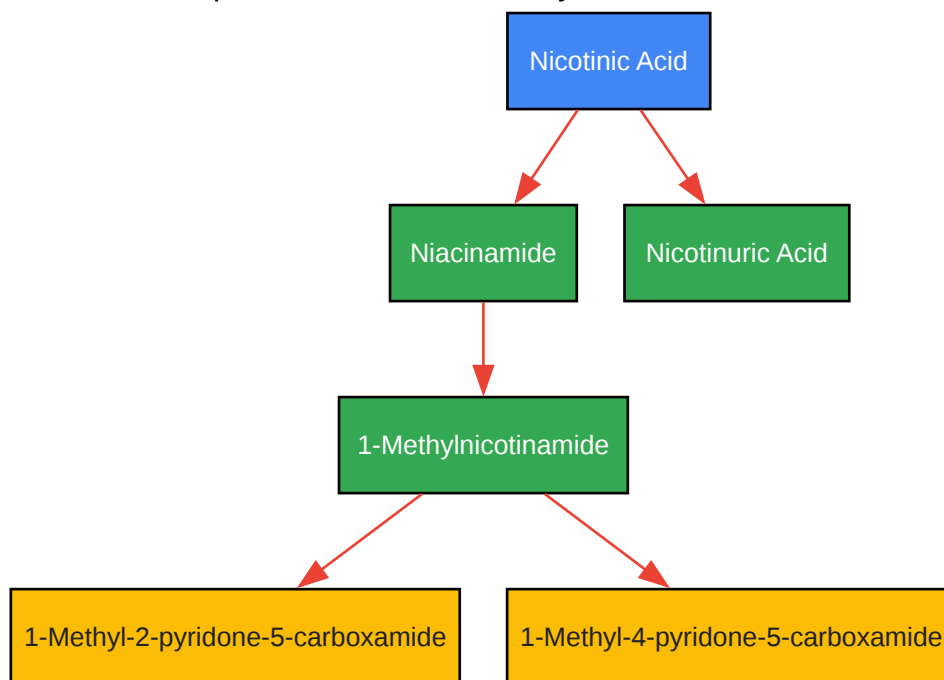 Nicotinic Acid
Niacinamide
Nicotinuric Acid
1-Methylnicotinamide
1-Methyl-2-pyridone-5-carboxamide
1-Methyl-4-pyridone-5-carboxamide